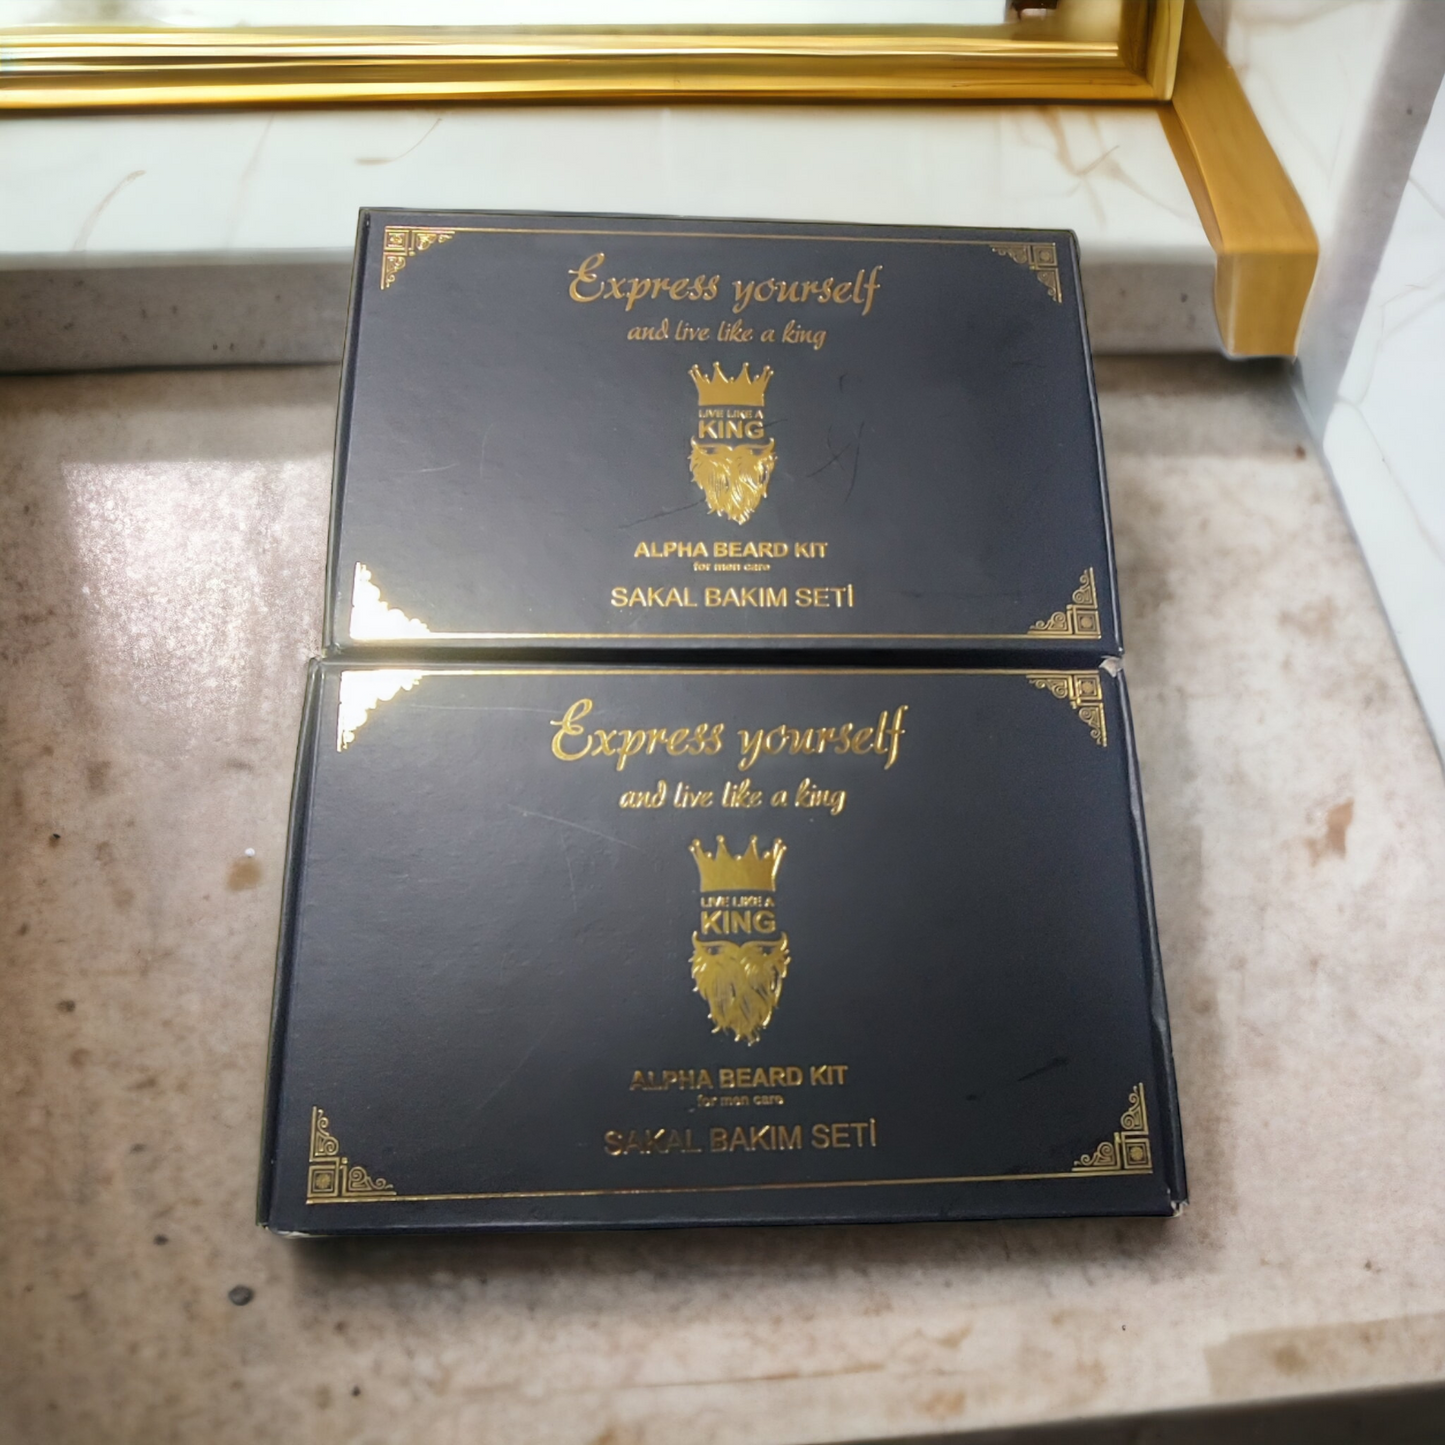 Express yourself
and live like a king
LIVE LIKE A
KING
ALPHA BEARD KIT
for men care
SAKAL BAKIM SETİ
Express yourself
and live like a king
LIVE LIKE A
KING
ALPHA BEARD KIT
for men care
SAKAL BAKIM SETİ